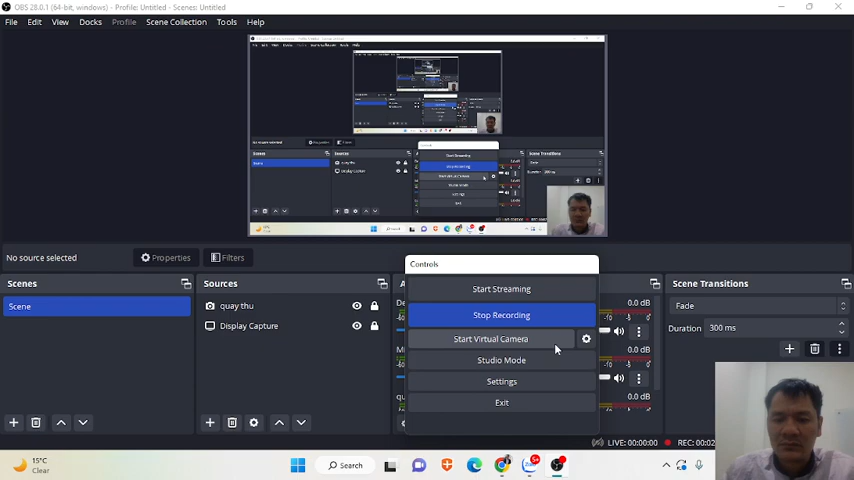 OBS 28.0.1 (64-bit, windows) - Profile: Untitled - Scenes: Untitled
File Edit View Docks Profile Scene Collection Tools Help
No source selected Properties Filters
Scenes
Scene
Sources
quay thu
Display Capture
Controls
Start Streaming
Stop Recording
Start Virtual Camera
Studio Mode
Settings
Exit
0.0 dB
0.0 dB
0.0 dB
Scene Transitions
Fade
Duration 300 ms
LIVE: 00:00:00 REC: 00:02
15°C
Clear
Search
Zalo
5+